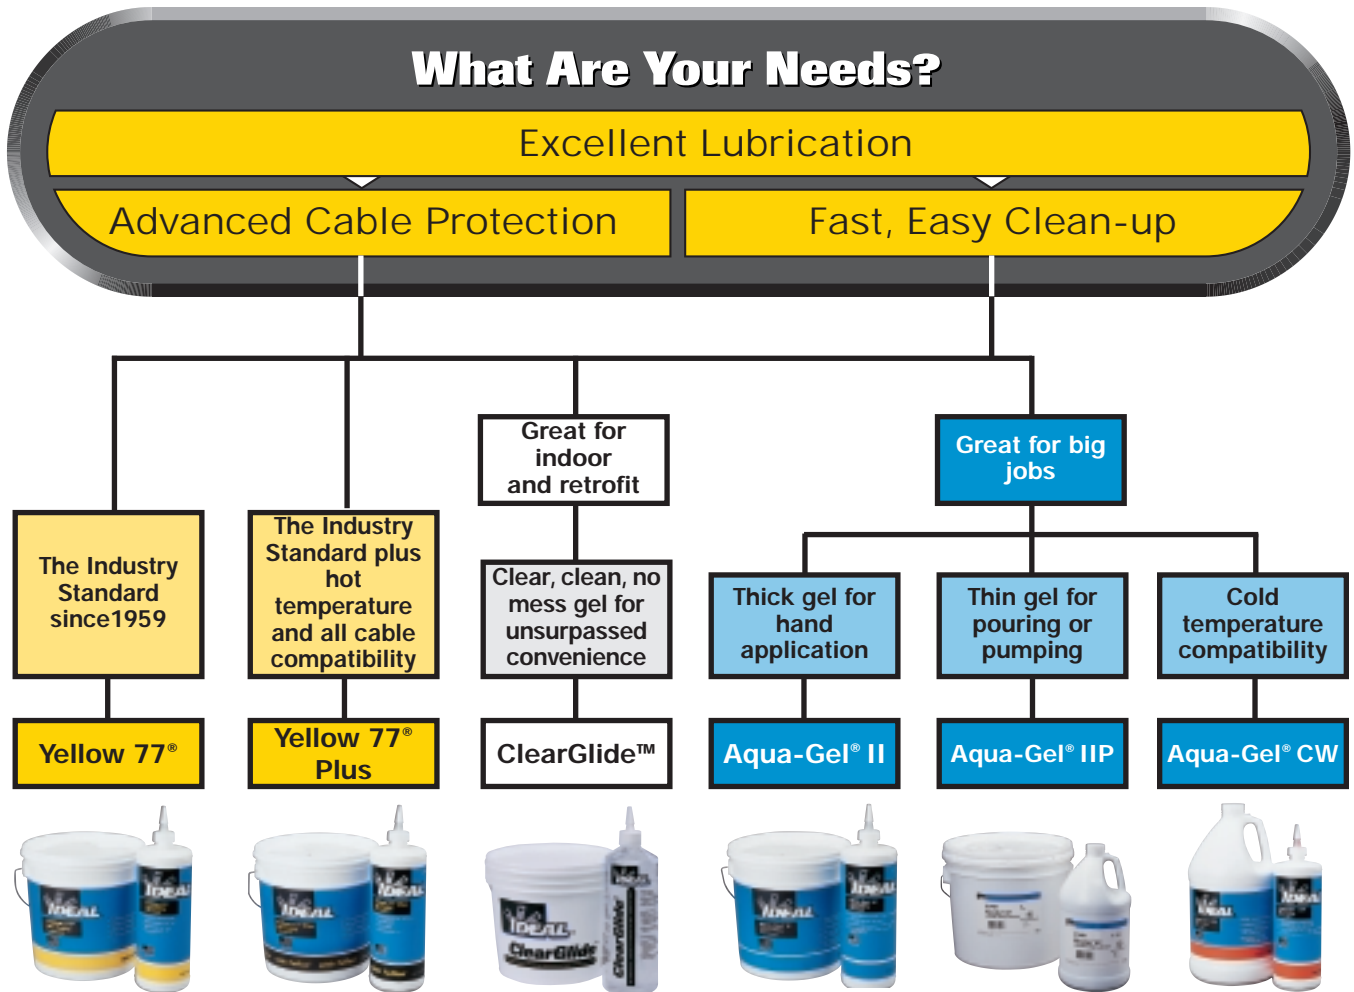 What Are Your Needs?
Excellent Lubrication
Advanced Cable Protection
Fast, Easy Clean-up
Great for
indoor
and retrofit
Great for big
jobs
The Industry
Standard
since1959
The Industry
Standard plus
hot
temperature
and all cable
compatibility
Clear, clean, no
mess gel for
unsurpassed
convenience
Thick gel for
hand
application
Thin gel for
pouring or
pumping
Cold
temperature
compatibility
Yellow 77®
Yellow 77®
Plus
ClearGlide™
Aqua-Gel® II
Aqua-Gel® IIP
Aqua-Gel® CW
IDEAL
IDEAL
IDEAL
IDEAL
IDEAL
ClearGlide
ClearGlide
IDEAL
IDEAL
IDEAL
IDEAL